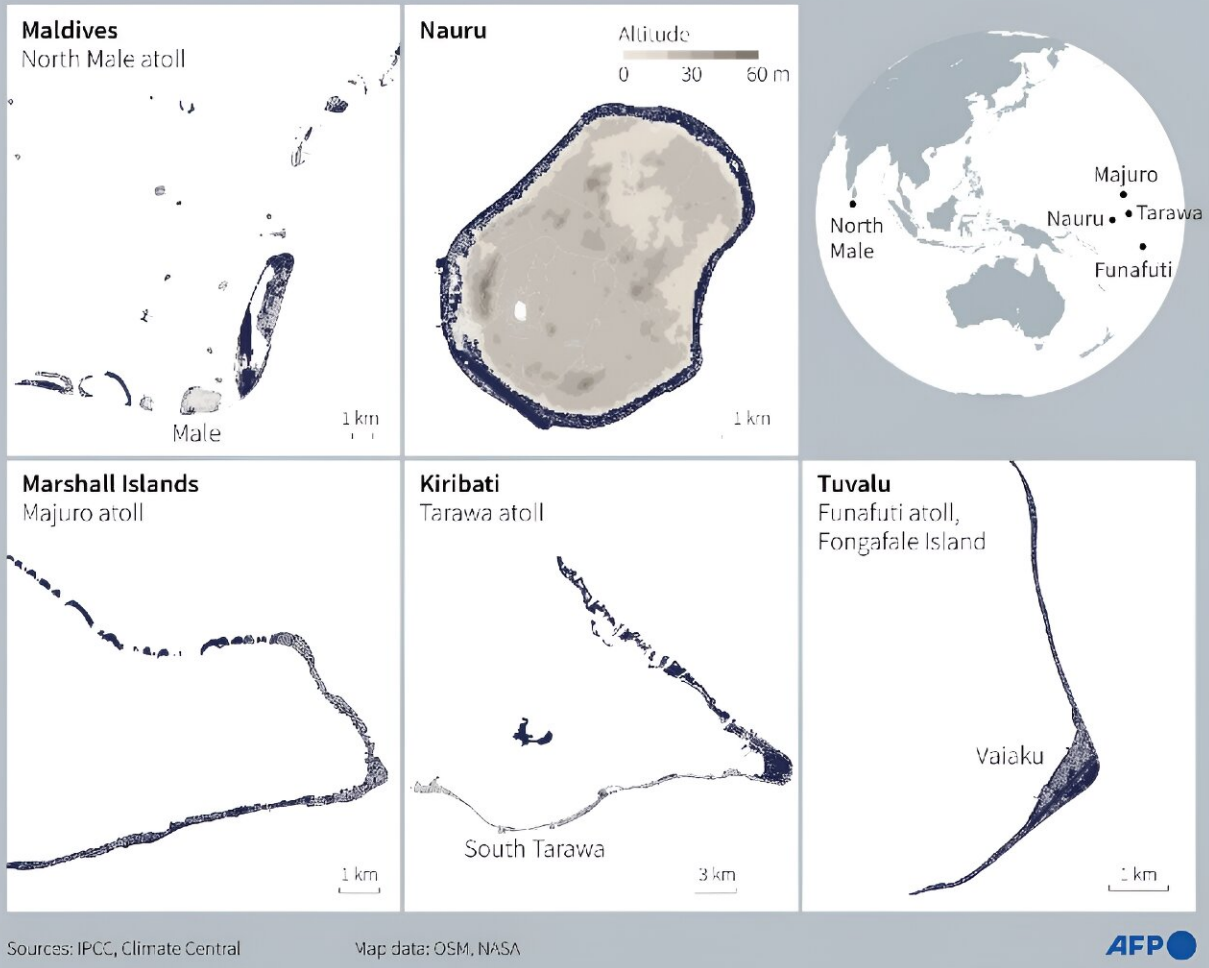 Maldives
North Male atoll
Male
1 km
Nauru
Altitude
0 30 60 m
1 km
Majuro
Nauru
Tarawa
North
Male
Funafuti
Marshall Islands
Majuro atoll
1 km
Kiribati
Tarawa atoll
South Tarawa
3 km
Tuvalu
Funafuti atoll,
Fongafale Island
Vaiaku
1 km
Sources: IPCC, Climate Central
Map data: OSM, NASA
AFP